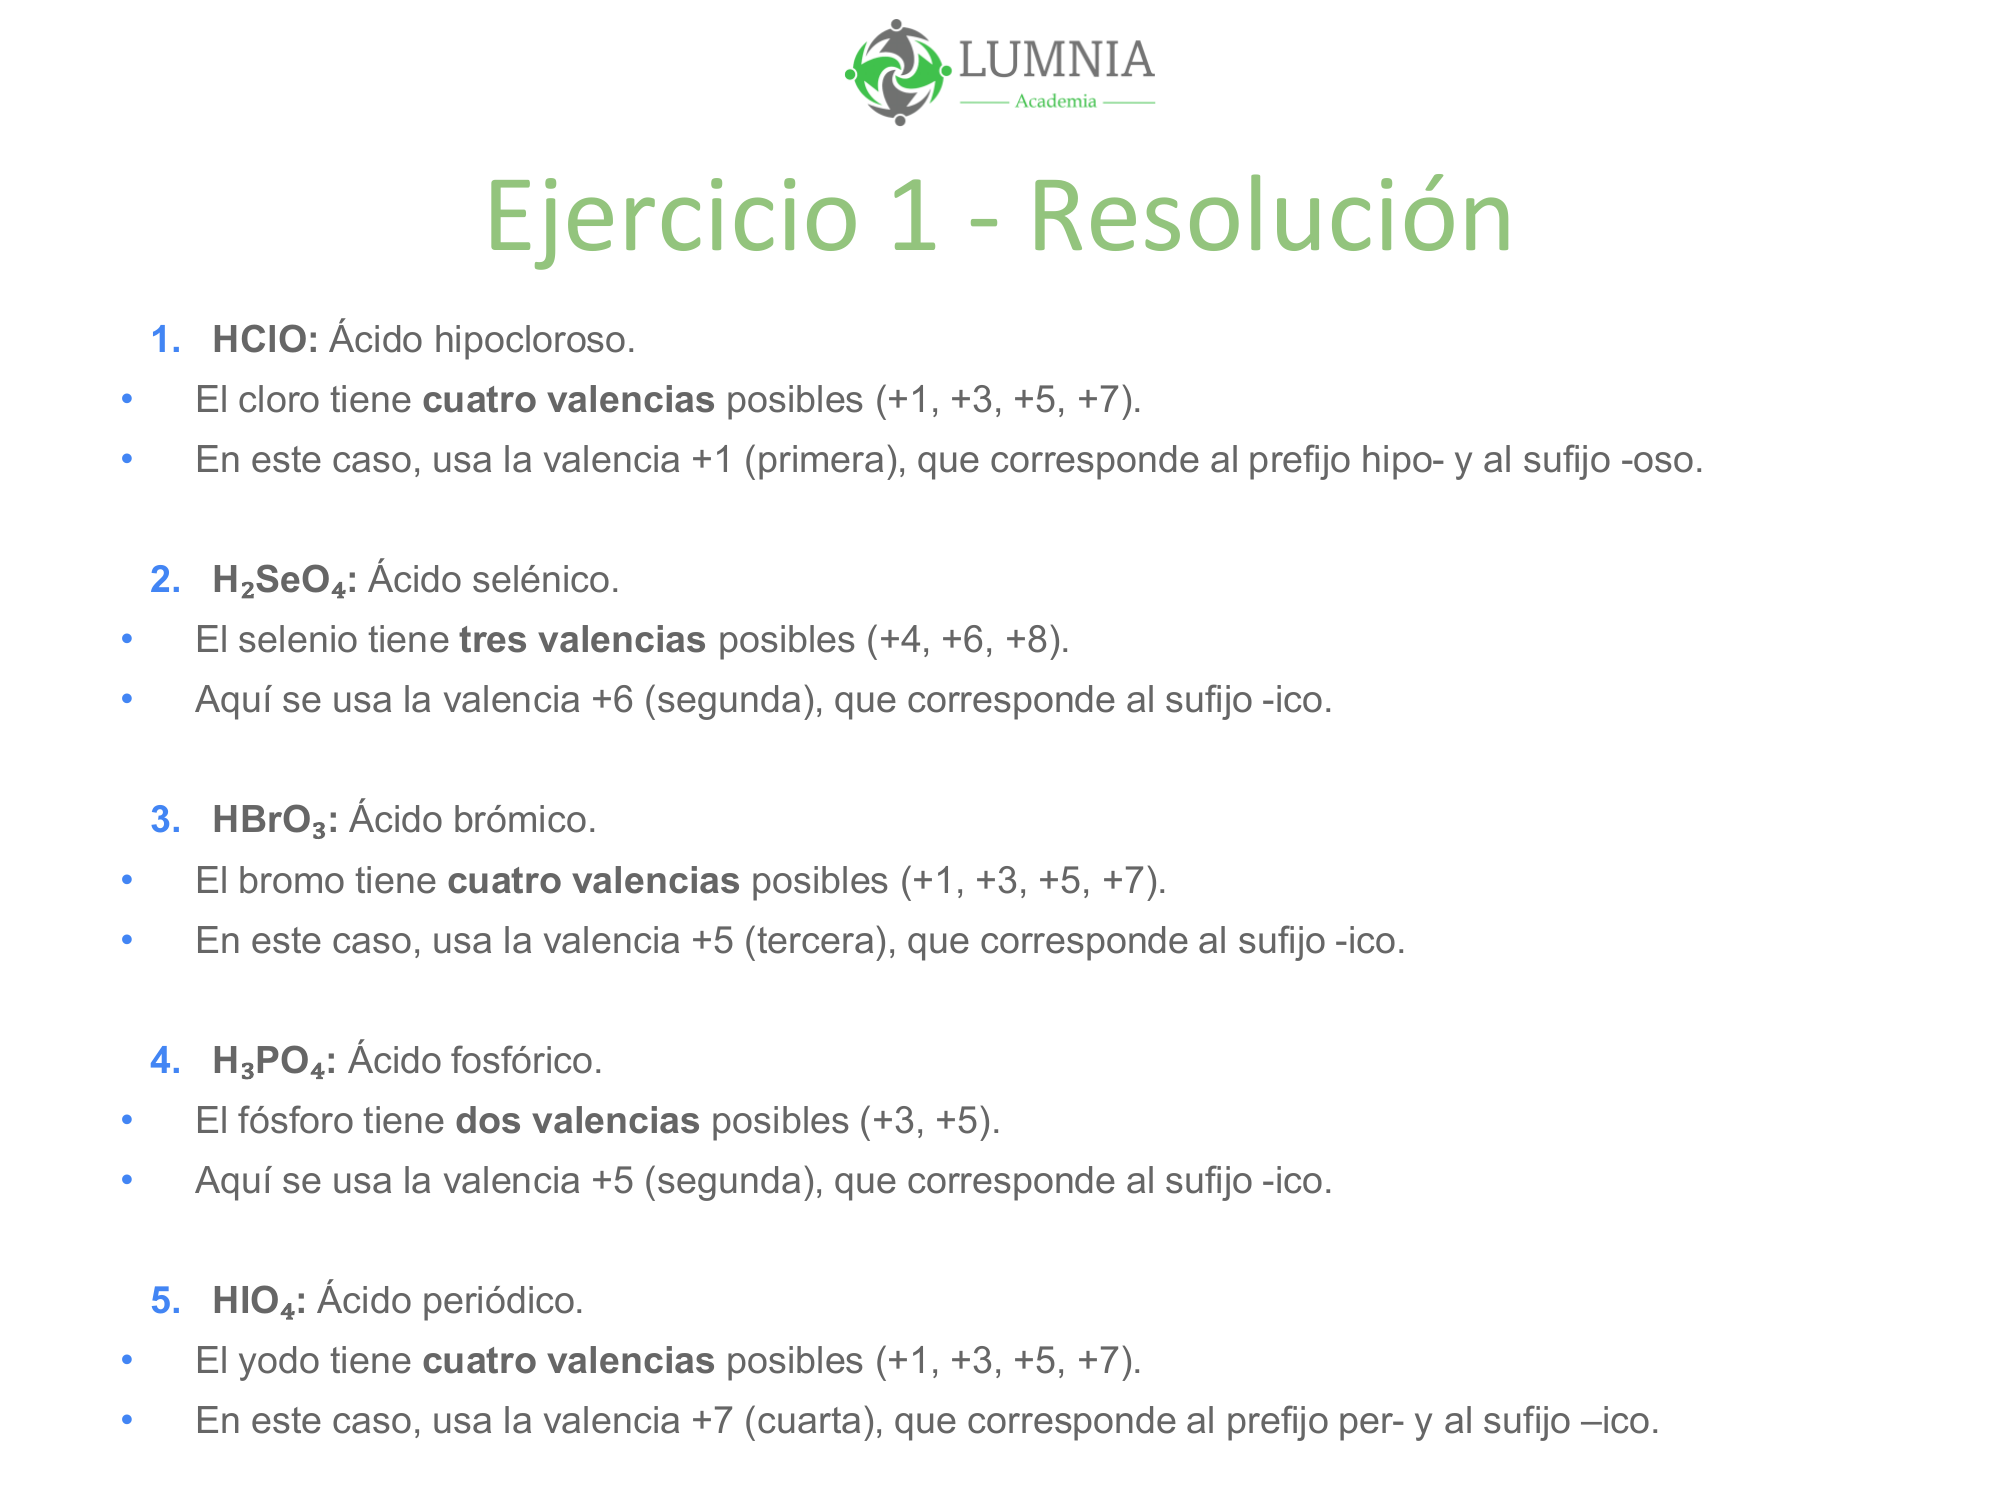 LUMNIA
Academia
Ejercicio 1 - Resolución
1. HClO: Ácido hipocloroso.
• El cloro tiene cuatro valencias posibles (+1, +3, +5, +7).
• En este caso, usa la valencia +1 (primera), que corresponde al prefijo hipo- y al sufijo -oso.
2. H₂SeO₄: Ácido selénico.
• El selenio tiene tres valencias posibles (+4, +6, +8).
• Aquí se usa la valencia +6 (segunda), que corresponde al sufijo -ico.
3. HBrO₃: Ácido brómico.
• El bromo tiene cuatro valencias posibles (+1, +3, +5, +7).
• En este caso, usa la valencia +5 (tercera), que corresponde al sufijo -ico.
4. H₃PO₄: Ácido fosfórico.
• El fósforo tiene dos valencias posibles (+3, +5).
• Aquí se usa la valencia +5 (segunda), que corresponde al sufijo -ico.
5. HIO₄: Ácido periódico.
• El yodo tiene cuatro valencias posibles (+1, +3, +5, +7).
• En este caso, usa la valencia +7 (cuarta), que corresponde al prefijo per- y al sufijo –ico.